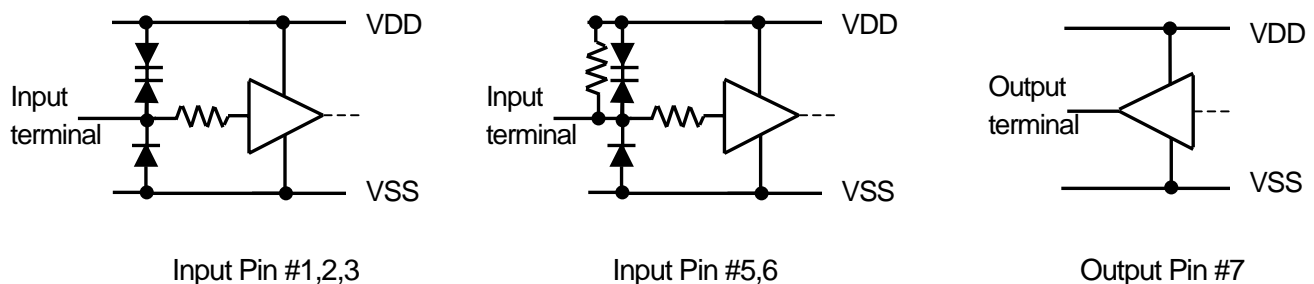 VDD
Input
terminal
VSS
Input Pin #1,2,3
VDD
Input
terminal
VSS
Input Pin #5,6
VDD
Output
terminal
VSS
Output Pin #7